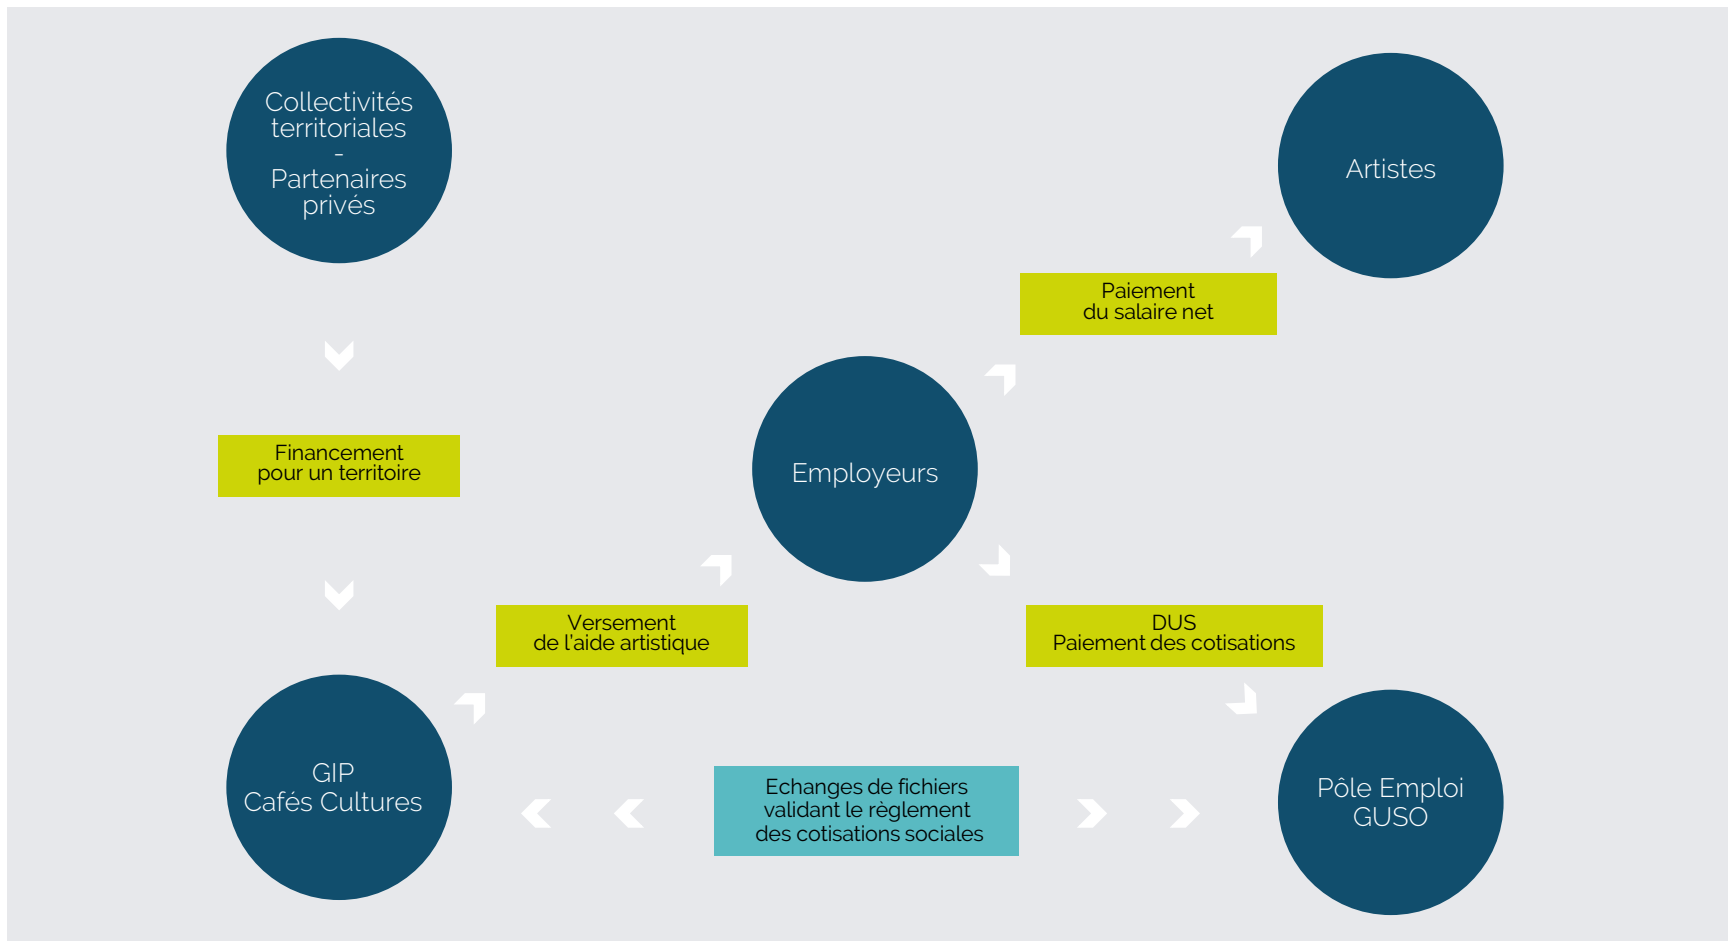 Collectivités
territoriales
-
Partenaires
privés
Artistes
Paiement
du salaire net
Financement
pour un territoire
Employeurs
Versement
de l'aide artistique
DUS
Paiement des cotisations
GIP
Cafés Cultures
Echanges de fichiers
validant le règlement
des cotisations sociales
Pôle Emploi
GUSO